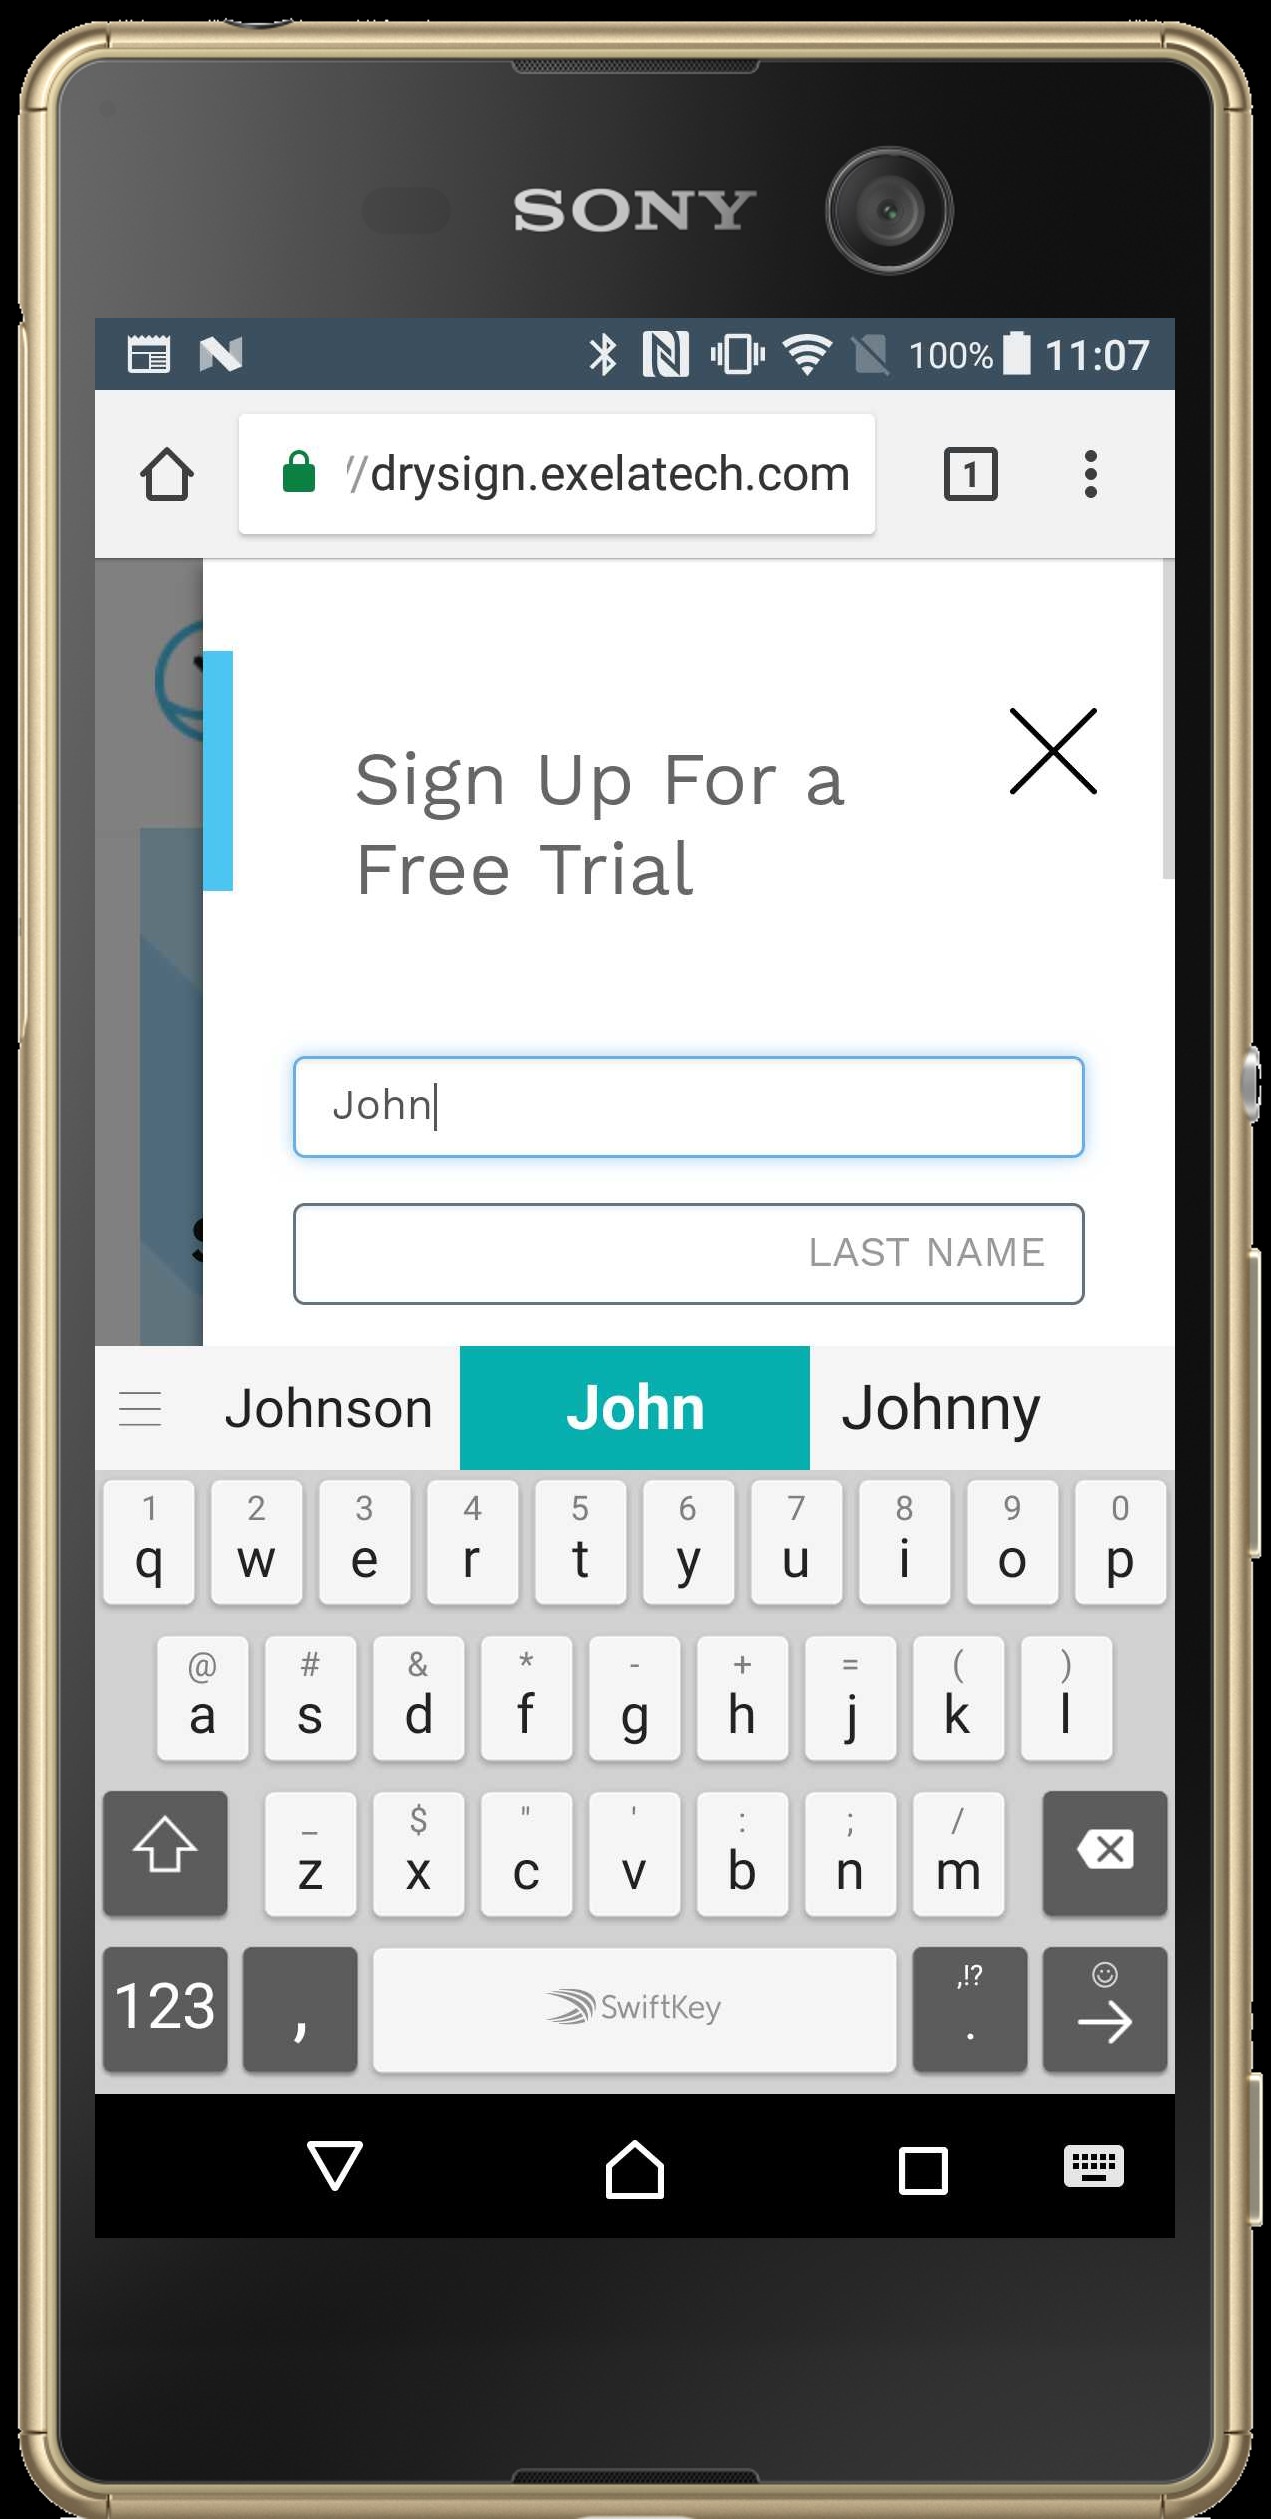 SONY
100% 11:07
//drysign.exelatech.com
1
Sign Up For a
Free Trial
John
LAST NAME
Johnson John Johnny
1 2 3 4 5 6 7 8 9 0
q w e r t y u i o p
@ # & * - + = ( )
a s d f g h j k l
_ $ " ' : ; /
z x c v b n m
,!?
123 , SwiftKey .